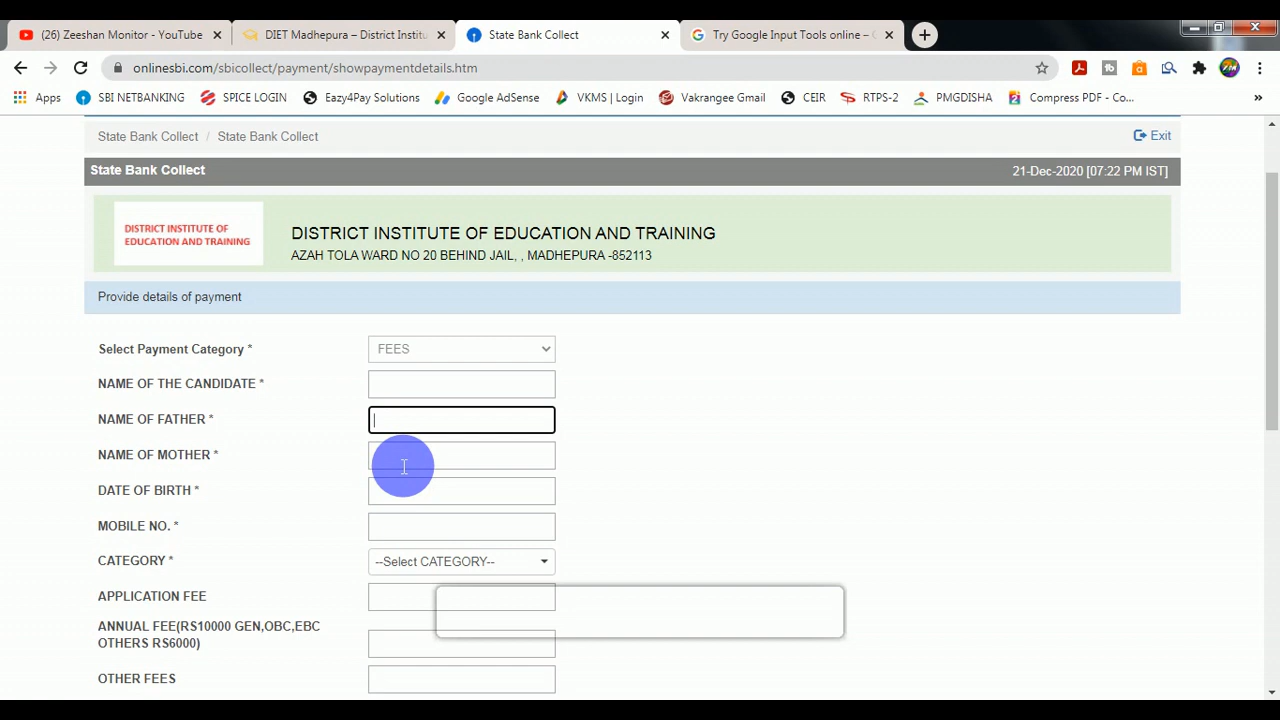 (26) Zeeshan Monitor - YouTube
DIET Madhepura – District Institu
State Bank Collect
Try Google Input Tools online –
onlinesbi.com/sbicollect/payment/showpaymentdetails.htm
Apps
SBI NETBANKING
SPICE LOGIN
Eazy4Pay Solutions
Google AdSense
VKMS | Login
Vakrangee Gmail
CEIR
RTPS-2
PMGDISHA
Compress PDF - Co...
»
State Bank Collect / State Bank Collect
Exit
State Bank Collect
21-Dec-2020 [07:22 PM IST]
DISTRICT INSTITUTE OF
EDUCATION AND TRAINING
DISTRICT INSTITUTE OF EDUCATION AND TRAINING
AZAH TOLA WARD NO 20 BEHIND JAIL, , MADHEPURA -852113
Provide details of payment
Select Payment Category *
FEES
NAME OF THE CANDIDATE *
NAME OF FATHER *
NAME OF MOTHER *
DATE OF BIRTH *
MOBILE NO. *
CATEGORY *
--Select CATEGORY--
APPLICATION FEE
ANNUAL FEE(RS10000 GEN,OBC,EBC
OTHERS RS6000)
OTHER FEES